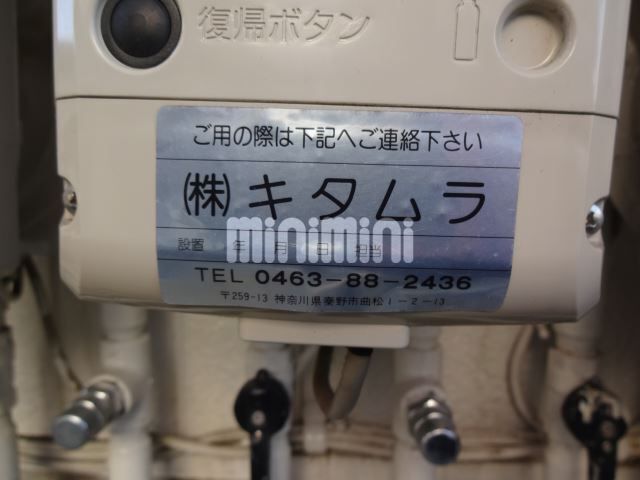 復帰ボタン
ご用の際は下記へご連絡下さい
(株)キタムラ
minimini
設置 年 月 日 担当
TEL 0463-88-2436
〒259-13 神奈川県秦野市曲松1-2-13